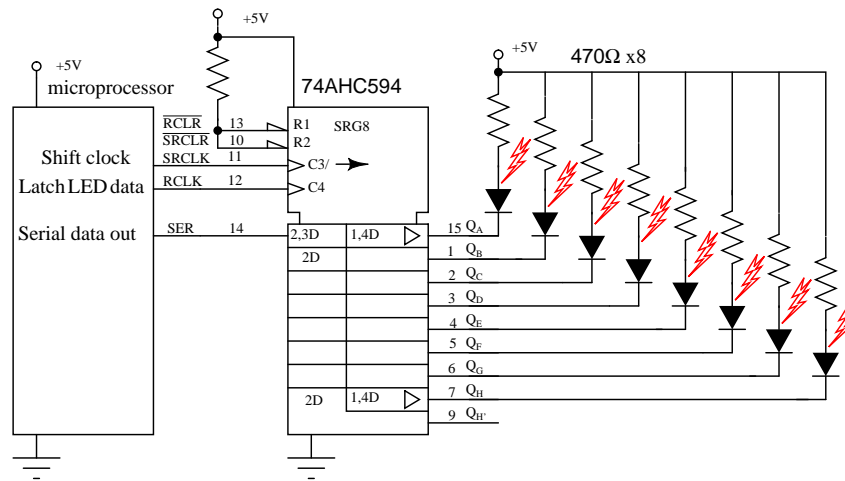 +5V
+5V
470Ω x8
+5V
microprocessor
74AHC594
RCLR 13 R1 SRG8
SRCLR 10 R2
Shift clock SRCLK 11 C3/
Latch LED data RCLK 12 C4
Serial data out SER 14 2,3D 1,4D 15 QA
2D 1 QB
2 QC
3 QD
4 QE
5 QF
6 QG
2D 1,4D 7 QH
9 QH'